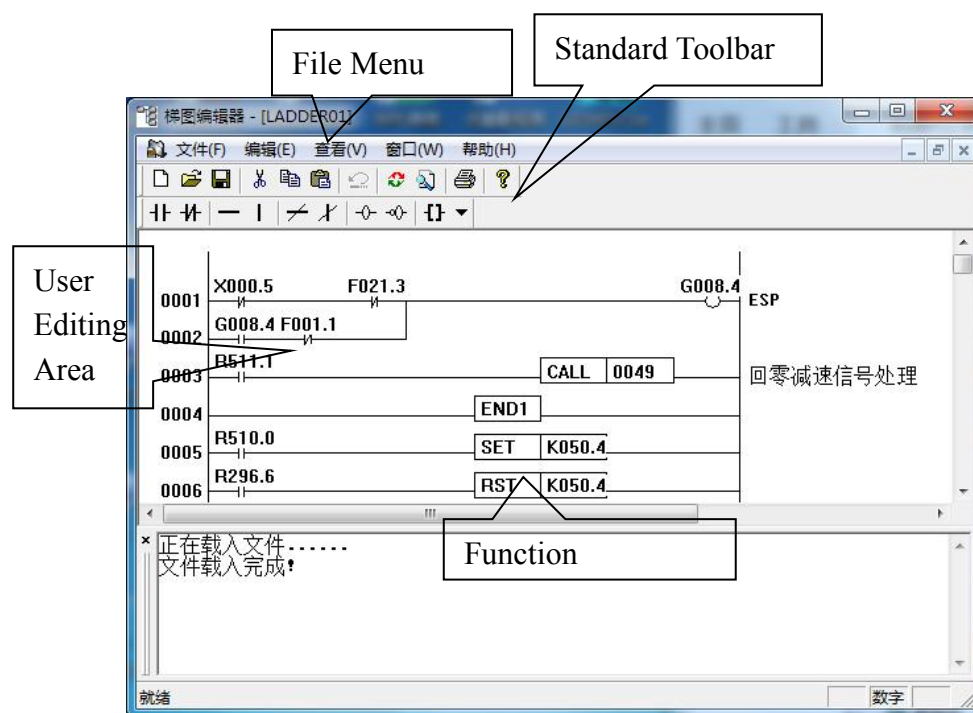 File Menu
Standard Toolbar
梯图编辑器 - [LADDER01]
文件(F) 编辑(E) 查看(V) 窗口(W) 帮助(H)
User
Editing
Area
X000.5 F021.3 G008.4
0001 ESP
G008.4 F001.1
0002
R511.1
0003 CALL 0049 回零减速信号处理
0004 END1
R510.0
0005 SET K050.4
R296.6
0006 RST K050.4
Function
正在载入文件......
文件载入完成!
就绪 数字